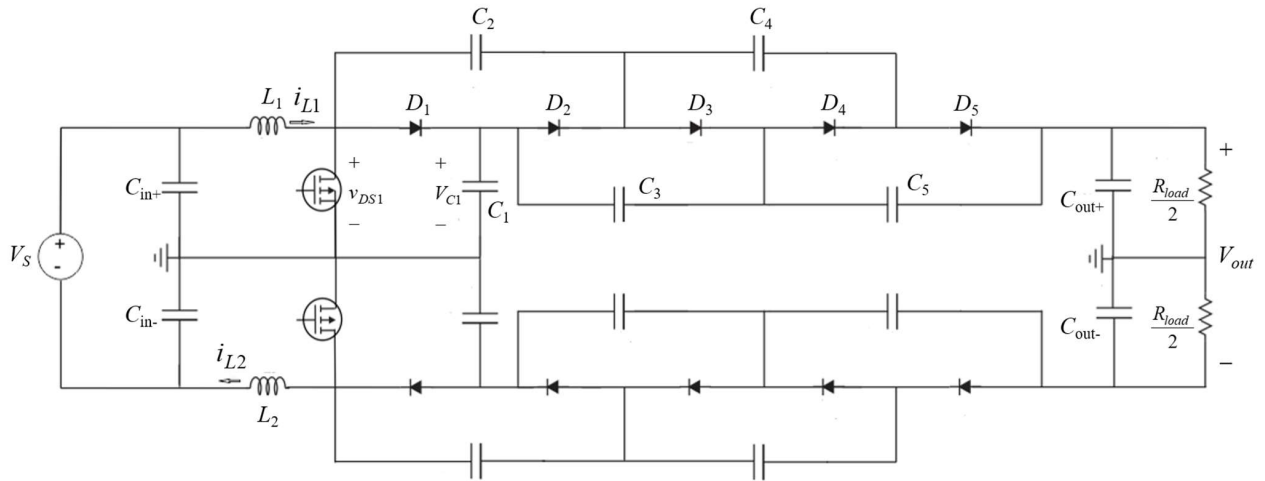 C2 C4
L1 iL1 D1 D2 D3 D4 D5
+ + +
Cin+ vDS1 VC1 C1 C3 C5 Cout+ Rload/2
− −
VS + - Vout
Cin- Cout- Rload/2
iL2 −
L2